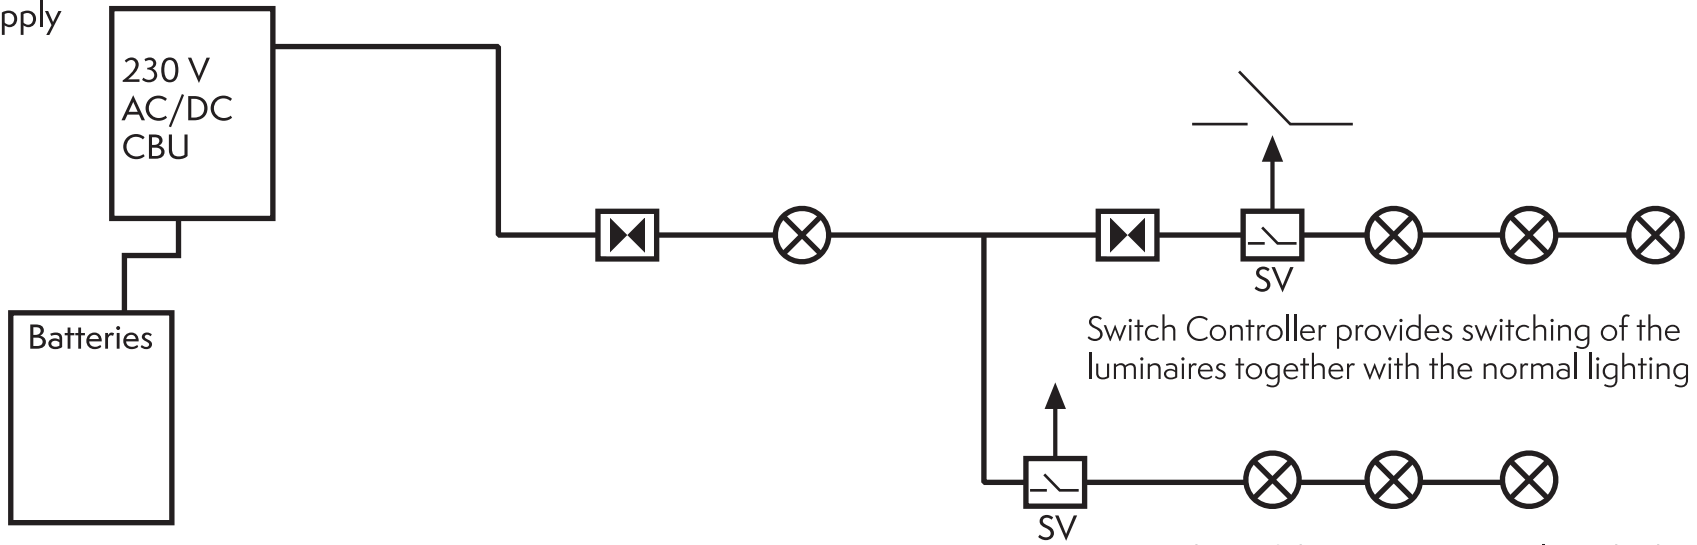 pply
230 V
AC/DC
CBU
SV
Switch Controller provides switching of the
luminaires together with the normal lighting
Batteries
SV